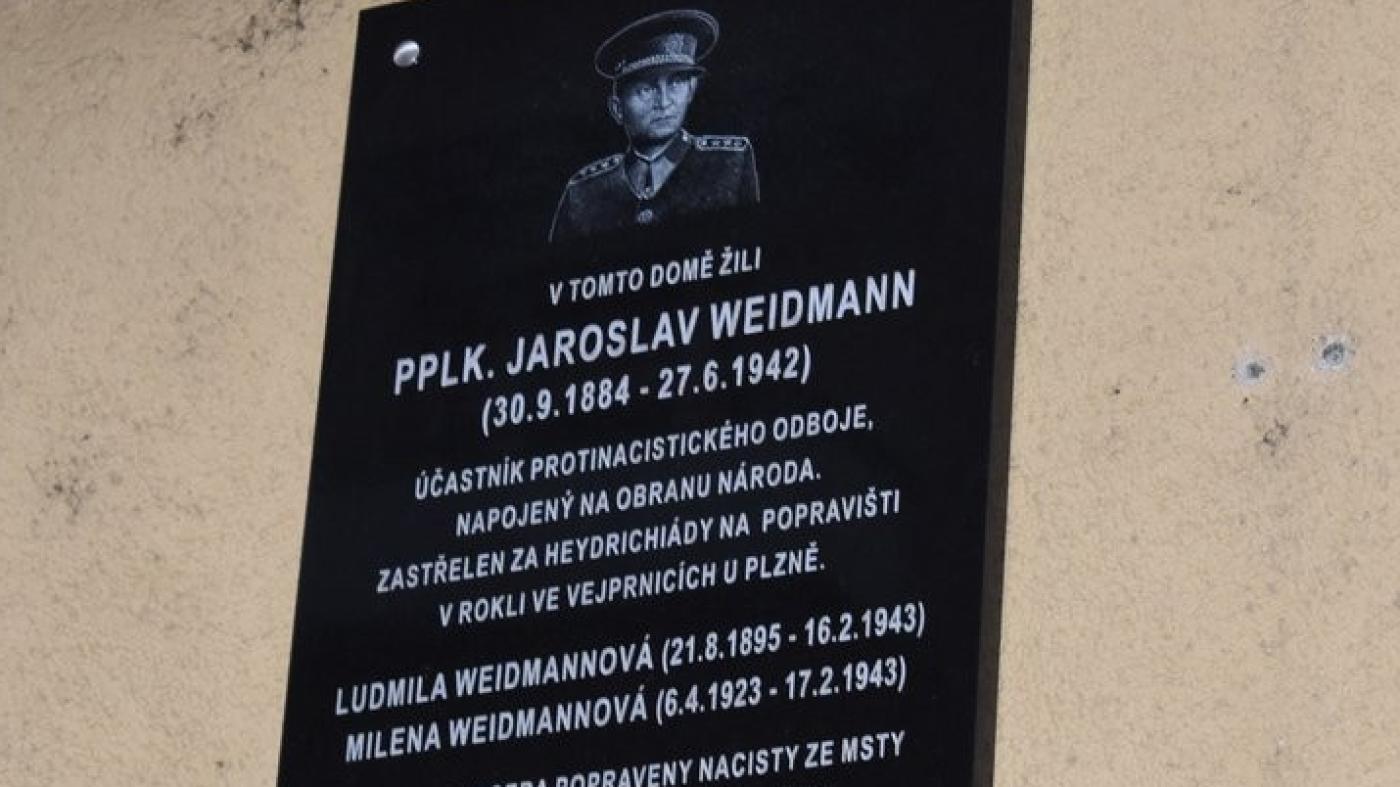 V TOMTO DOMĚ ŽILI
PPLK. JAROSLAV WEIDMANN
(30.9.1884 - 27.6.1942)
ÚČASTNÍK PROTINACISTICKÉHO ODBOJE,
NAPOJENÝ NA OBRANU NÁRODA.
ZASTŘELEN ZA HEYDRICHIÁDY NA POPRAVIŠTI
V ROKLI VE VEJPRNICÍCH U PLZNĚ.
LUDMILA WEIDMANNOVÁ (21.8.1895 - 16.2.1943)
MILENA WEIDMANNOVÁ (6.4.1923 - 17.2.1943)
POPRAVENY NACISTY ZE MSTY